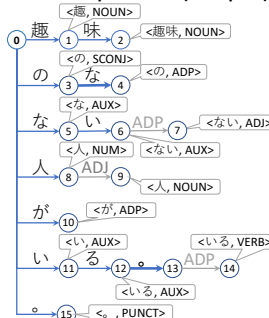 <趣, NOUN>
0 趣 1 味 2 <趣味, NOUN>
<の, SCONJ>
の 3 な 4 <の, ADP>
<な, AUX>
な 5 い 6 ADP 7 <ない, ADJ>
<ない, AUX>
<人, NUM>
人 8 ADJ 9
<人, NOUN>
が 10 <が, ADP>
<い, AUX>
<いる, VERB>
い 11 る 12 。 13 ADP 14
<いる, AUX>
。 15 <。, PUNCT>